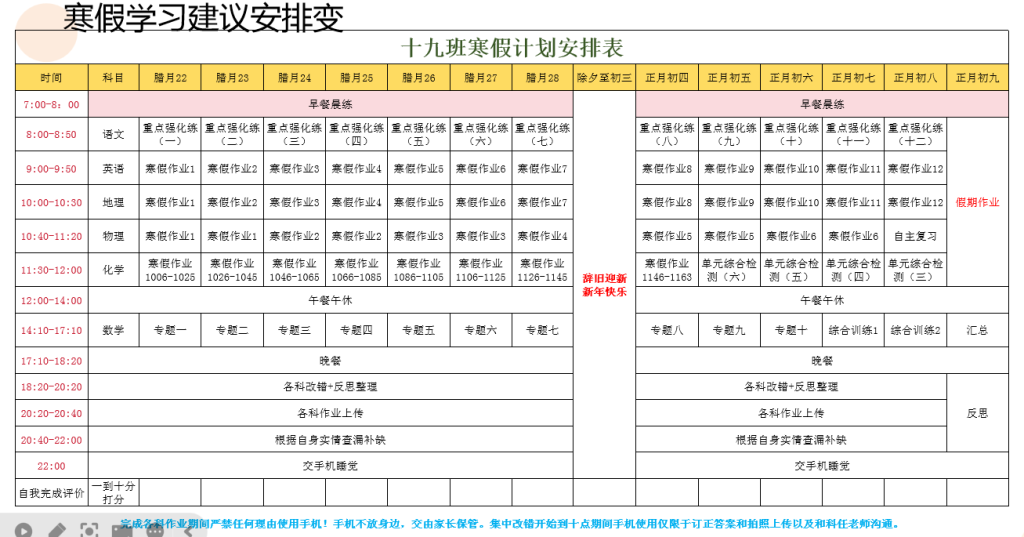 寒假学习建议安排变
十九班寒假计划安排表
时间 科目 腊月22 腊月23 腊月24 腊月25 腊月26 腊月27 腊月28 除夕至初三 正月初四 正月初五 正月初六 正月初七 正月初八 正月初九
7:00-8：00 早餐晨练 早餐晨练
8:00-8:50 语文 重点强化练（一） 重点强化练（二） 重点强化练（三） 重点强化练（四） 重点强化练（五） 重点强化练（六） 重点强化练（七） 重点强化练（八） 重点强化练（九） 重点强化练（十） 重点强化练（十一） 重点强化练（十二）
9:00-9:50 英语 寒假作业1 寒假作业2 寒假作业3 寒假作业4 寒假作业5 寒假作业6 寒假作业7 寒假作业8 寒假作业9 寒假作业10 寒假作业11 寒假作业12
10:00-10:30 地理 寒假作业1 寒假作业2 寒假作业3 寒假作业4 寒假作业5 寒假作业6 寒假作业7 寒假作业8 寒假作业9 寒假作业10 寒假作业11 寒假作业12 假期作业
10:40-11:20 物理 寒假作业1 寒假作业1 寒假作业2 寒假作业2 寒假作业3 寒假作业3 寒假作业4 寒假作业5 寒假作业5 寒假作业6 寒假作业6 自主复习
11:30-12:00 化学 寒假作业1006-1025 寒假作业1026-1045 寒假作业1046-1065 寒假作业1066-1085 寒假作业1086-1105 寒假作业1106-1125 寒假作业1126-1145 辞旧迎新 新年快乐 寒假作业1146-1163 单元综合检测（六） 单元综合检测（五） 单元综合检测（四） 单元综合检测（三）
12:00-14:00 午餐午休 午餐午休
14:10-17:10 数学 专题一 专题二 专题三 专题四 专题五 专题六 专题七 专题八 专题九 专题十 综合训练1 综合训练2 汇总
17:10-18:20 晚餐 晚餐
18:20-20:20 各科改错+反思整理 各科改错+反思整理
20:20-20:40 各科作业上传 各科作业上传 反思
20:40-22:00 根据自身实情查漏补缺 根据自身实情查漏补缺
22:00 交手机睡觉 交手机睡觉
自我完成评价 一到十分打分
完成各科作业期间严禁任何理由使用手机！手机不放身边，交由家长保管。集中改错开始到十点期间手机使用仅限于订正答案和拍照上传以及和科任老师沟通。